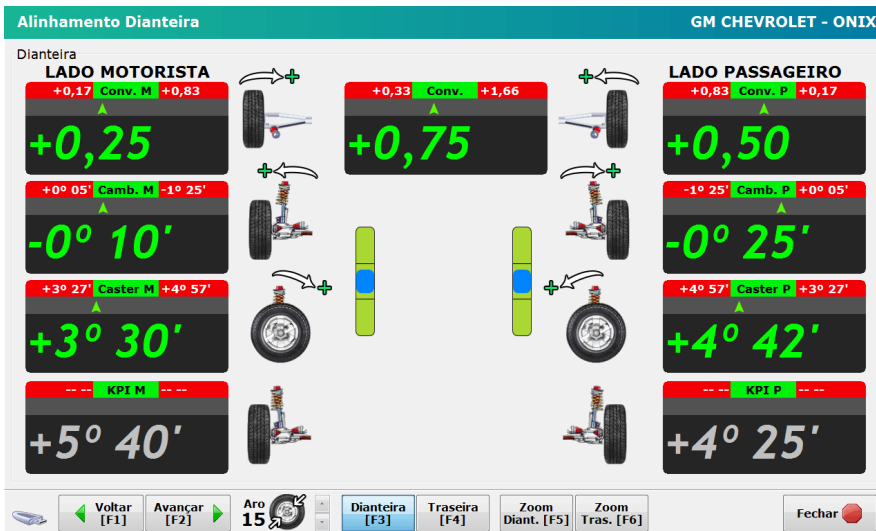 Alinhamento Dianteira GM CHEVROLET - ONIX
Dianteira
LADO MOTORISTA LADO PASSAGEIRO
+0,17 Conv. M +0,83 +0,33 Conv. +1,66 +0,83 Conv. P +0,17
+0,25 +0,75 +0,50
+0º 05' Camb. M -1º 25' -1º 25' Camb. P +0º 05'
-0º 10' -0º 25'
+3º 27' Caster M +4º 57' +4º 57' Caster P +3º 27'
+3º 30' +4º 42'
-- -- KPI M -- -- -- -- KPI P -- --
+5º 40' +4º 25'
Voltar Avançar Aro Dianteira Traseira Zoom Zoom Fechar
[F1] [F2] 15 [F3] [F4] Diant. [F5] Tras. [F6]